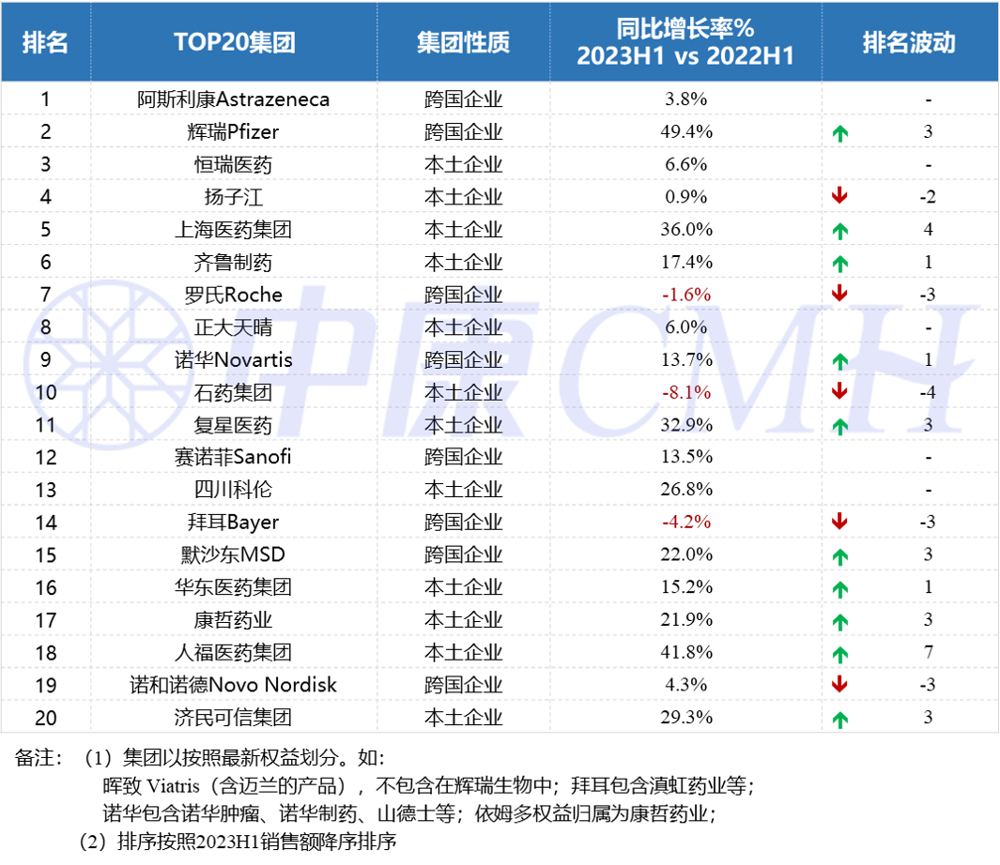 排名 TOP20集团 集团性质 同比增长率% 2023H1 vs 2022H1 排名波动
1 阿斯利康Astrazeneca 跨国企业 3.8% -
2 辉瑞Pfizer 跨国企业 49.4% ↑ 3
3 恒瑞医药 本土企业 6.6% -
4 扬子江 本土企业 0.9% ↓ -2
5 上海医药集团 本土企业 36.0% ↑ 4
6 齐鲁制药 本土企业 17.4% ↑ 1
7 罗氏Roche 跨国企业 -1.6% ↓ -3
8 正大天晴 本土企业 6.0% -
9 诺华Novartis 跨国企业 13.7% ↑ 1
10 石药集团 本土企业 -8.1% ↓ -4
11 复星医药 本土企业 32.9% ↑ 3
12 赛诺菲Sanofi 跨国企业 13.5% -
13 四川科伦 本土企业 26.8% -
14 拜耳Bayer 跨国企业 -4.2% ↓ -3
15 默沙东MSD 跨国企业 22.0% ↑ 3
16 华东医药集团 本土企业 15.2% ↑ 1
17 康哲药业 本土企业 21.9% ↑ 3
18 人福医药集团 本土企业 41.8% ↑ 7
19 诺和诺德Novo Nordisk 跨国企业 4.3% ↓ -3
20 济民可信集团 本土企业 29.3% ↑ 3
中康CMH
备注：（1）集团以按照最新权益划分。如：
晖致 Viatris（含迈兰的产品），不包含在辉瑞生物中；拜耳包含滇虹药业等；
诺华包含诺华肿瘤、诺华制药、山德士等；依姆多权益归属为康哲药业；
（2）排序按照2023H1销售额降序排序